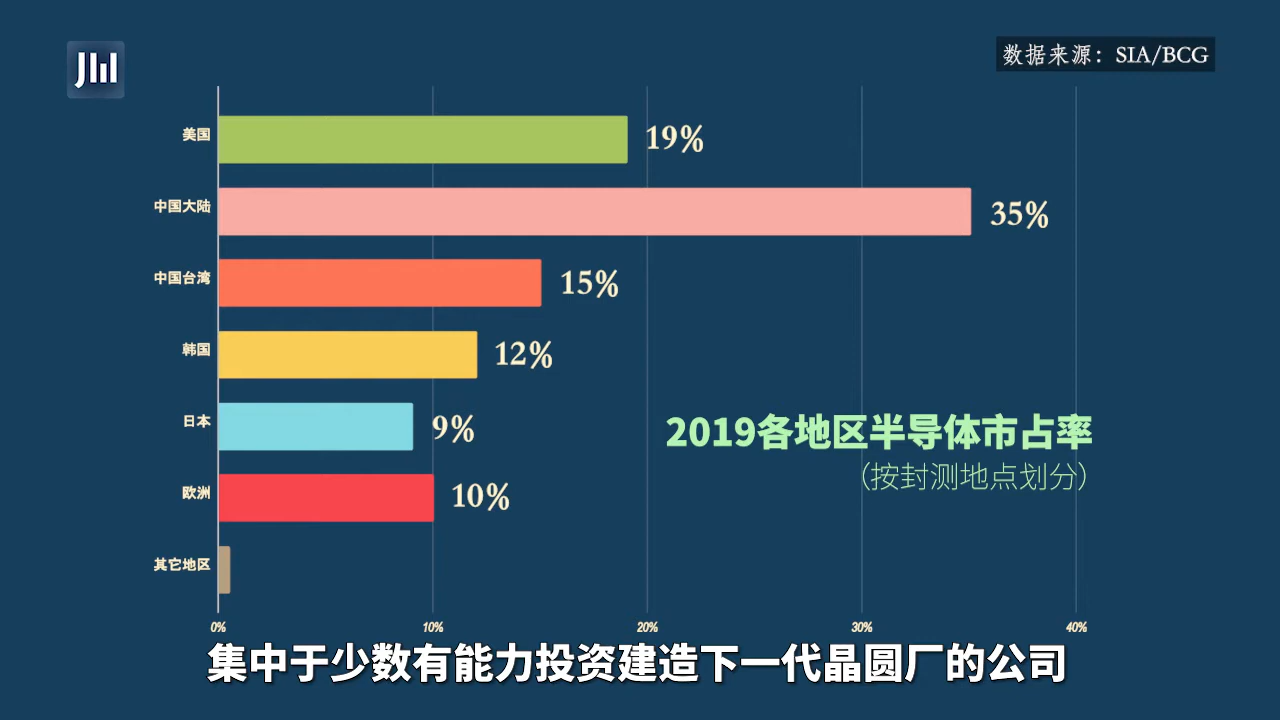 JW
数据来源：SIA/BCG
美国
19%
中国大陆
35%
中国台湾
15%
韩国
12%
日本
9%
2019各地区半导体市占率
（按封测地点划分）
欧洲
10%
其它地区
0%
10%
20%
30%
40%
集中于少数有能力投资建造下一代晶圆厂的公司